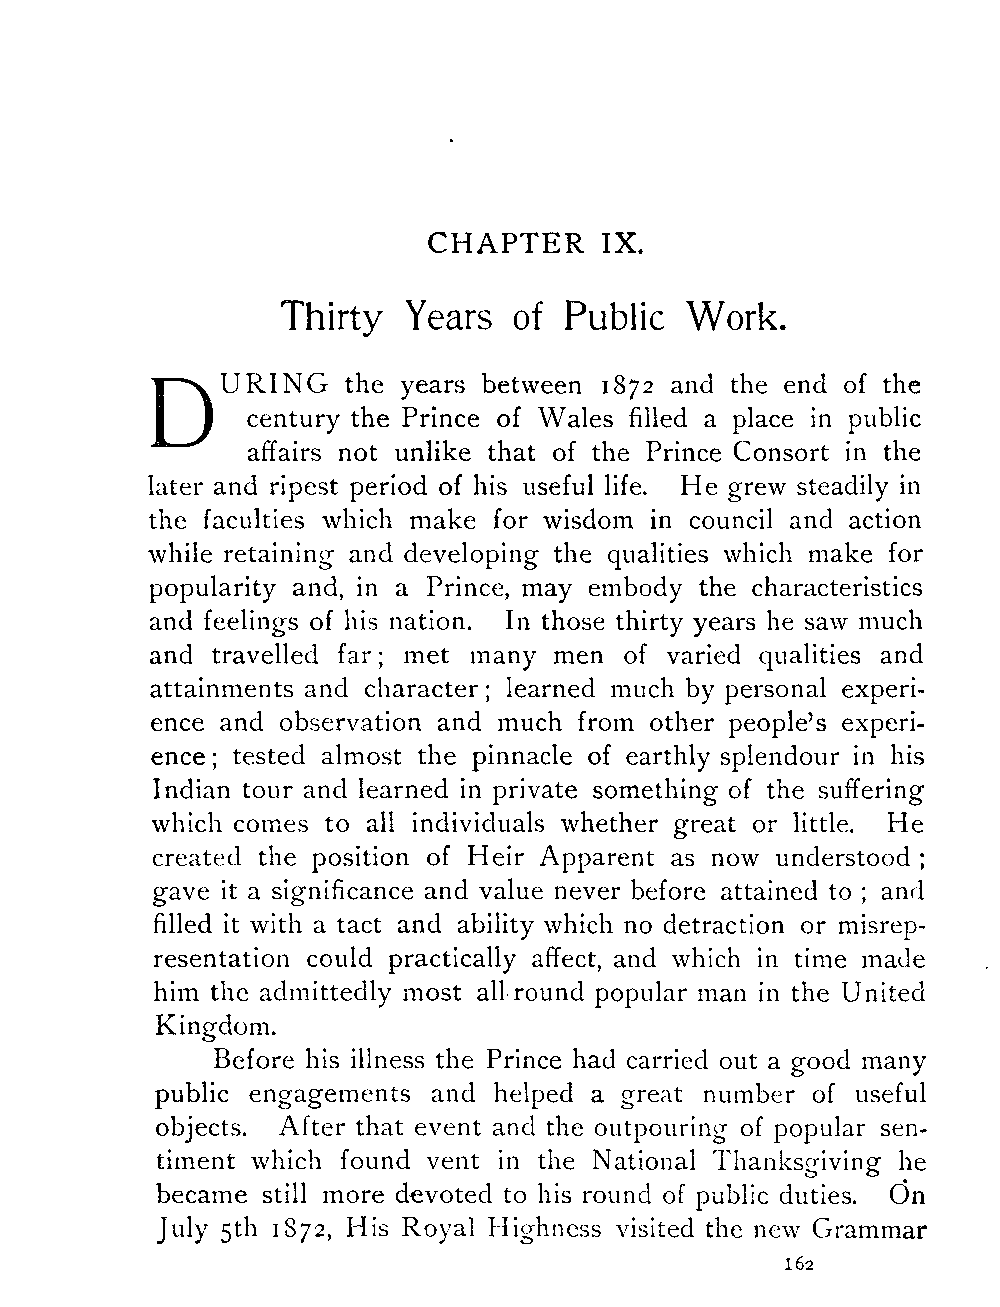 CHAPTER IX.
Thirty Years of Public Work.
DURING the years between 1872 and the end of the
century the Prince of Wales filled a place in public
affairs not unlike that of the Prince Consort in the
later and ripest period of his useful life. He grew steadily in
the faculties which make for wisdom in council and action
while retaining and developing the qualities which make for
popularity and, in a Prince, may embody the characteristics
and feelings of his nation. In those thirty years he saw much
and travelled far; met many men of varied qualities and
attainments and character; learned much by personal experi-
ence and observation and much from other people's experi-
ence; tested almost the pinnacle of earthly splendour in his
Indian tour and learned in private something of the suffering
which comes to all individuals whether great or little. He
created the position of Heir Apparent as now understood;
gave it a significance and value never before attained to; and
filled it with a tact and ability which no detraction or misrep-
resentation could practically affect, and which in time made
him the admittedly most all-round popular man in the United
Kingdom.
Before his illness the Prince had carried out a good many
public engagements and helped a great number of useful
objects. After that event and the outpouring of popular sen-
timent which found vent in the National Thanksgiving he
became still more devoted to his round of public duties. On
July 5th 1872, His Royal Highness visited the new Grammar
162